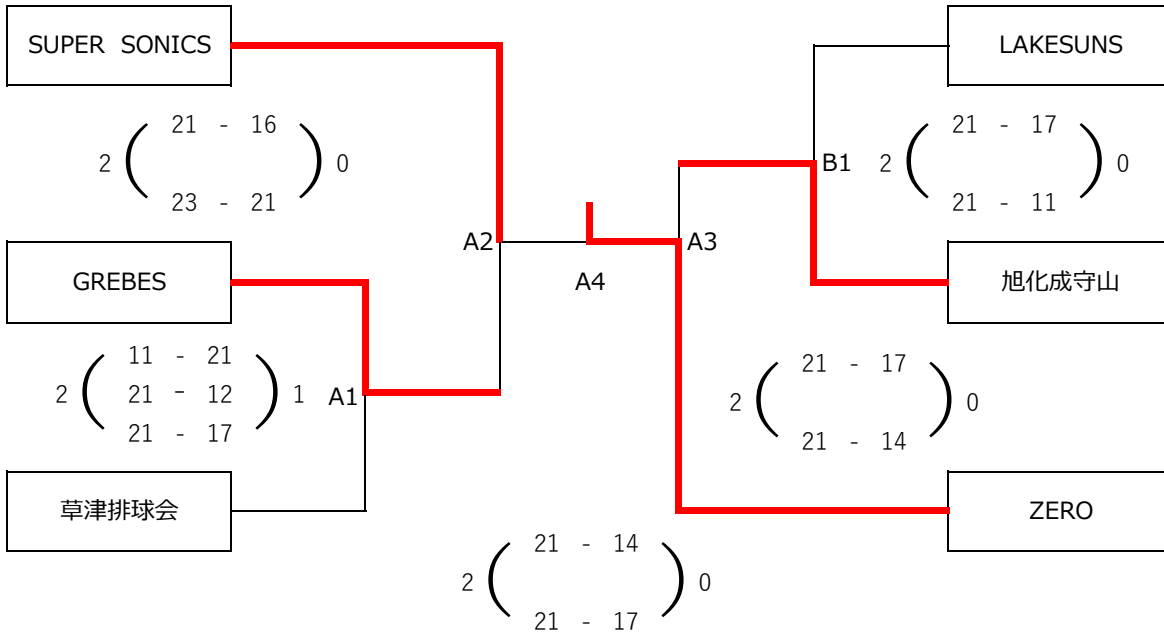 SUPER SONICS
LAKESUNS
21 - 16
2 0
23 - 21
21 - 17
B1 2 0
21 - 11
A2
A3
A4
GREBES
旭化成守山
11 - 21
2 21 - 12 1
21 - 17
A1
21 - 17
2 0
21 - 14
草津排球会
ZERO
21 - 14
2 0
21 - 17